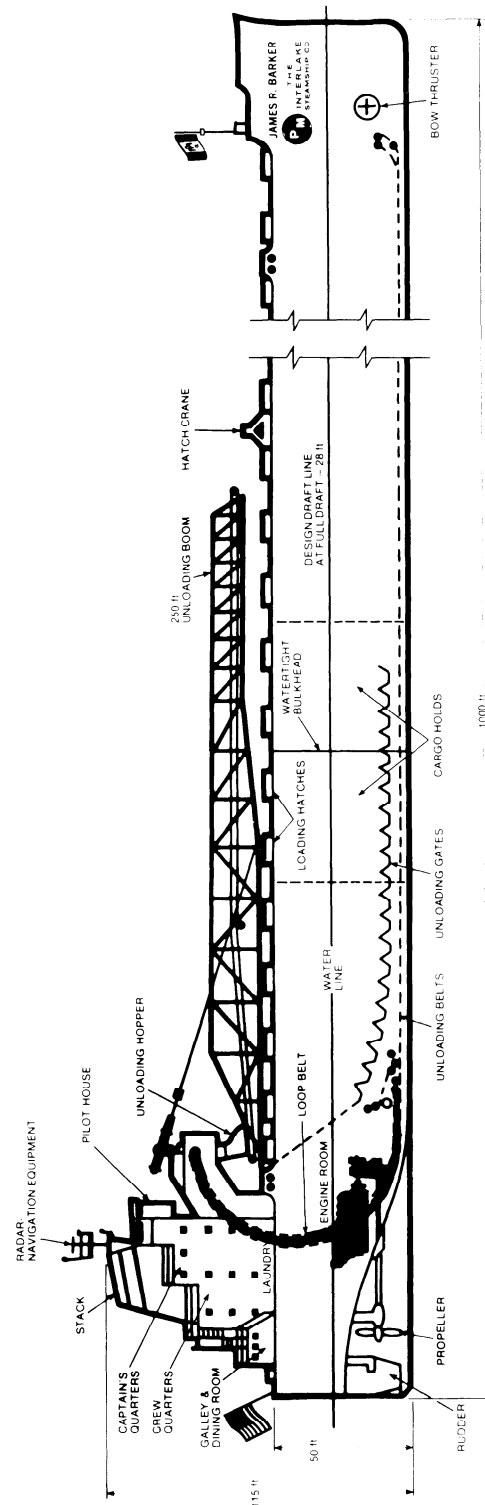 RADAR-
NAVIGATION EQUIPMENT
PILOT HOUSE
STACK
CAPTAIN'S
QUARTERS
CREW
QUARTERS
GALLEY &
DINING ROOM
UNLOADING HOPPER
250 ft
UNLOADING BOOM
HATCH CRANE
LAUNDRY
ENGINE ROOM
LOOP BELT
WATER
LINE
LOADING HATCHES
WATERTIGHT
BULKHEAD
DESIGN DRAFT LINE
AT FULL DRAFT - 28 ft
JAMES R. BARKER
PM
THE
INTERLAKE
STEAMSHIP CO
115 ft
50 ft
RUDDER
PROPELLER
UNLOADING BELTS
UNLOADING GATES
CARGO HOLDS
BOW THRUSTER
1000 ft